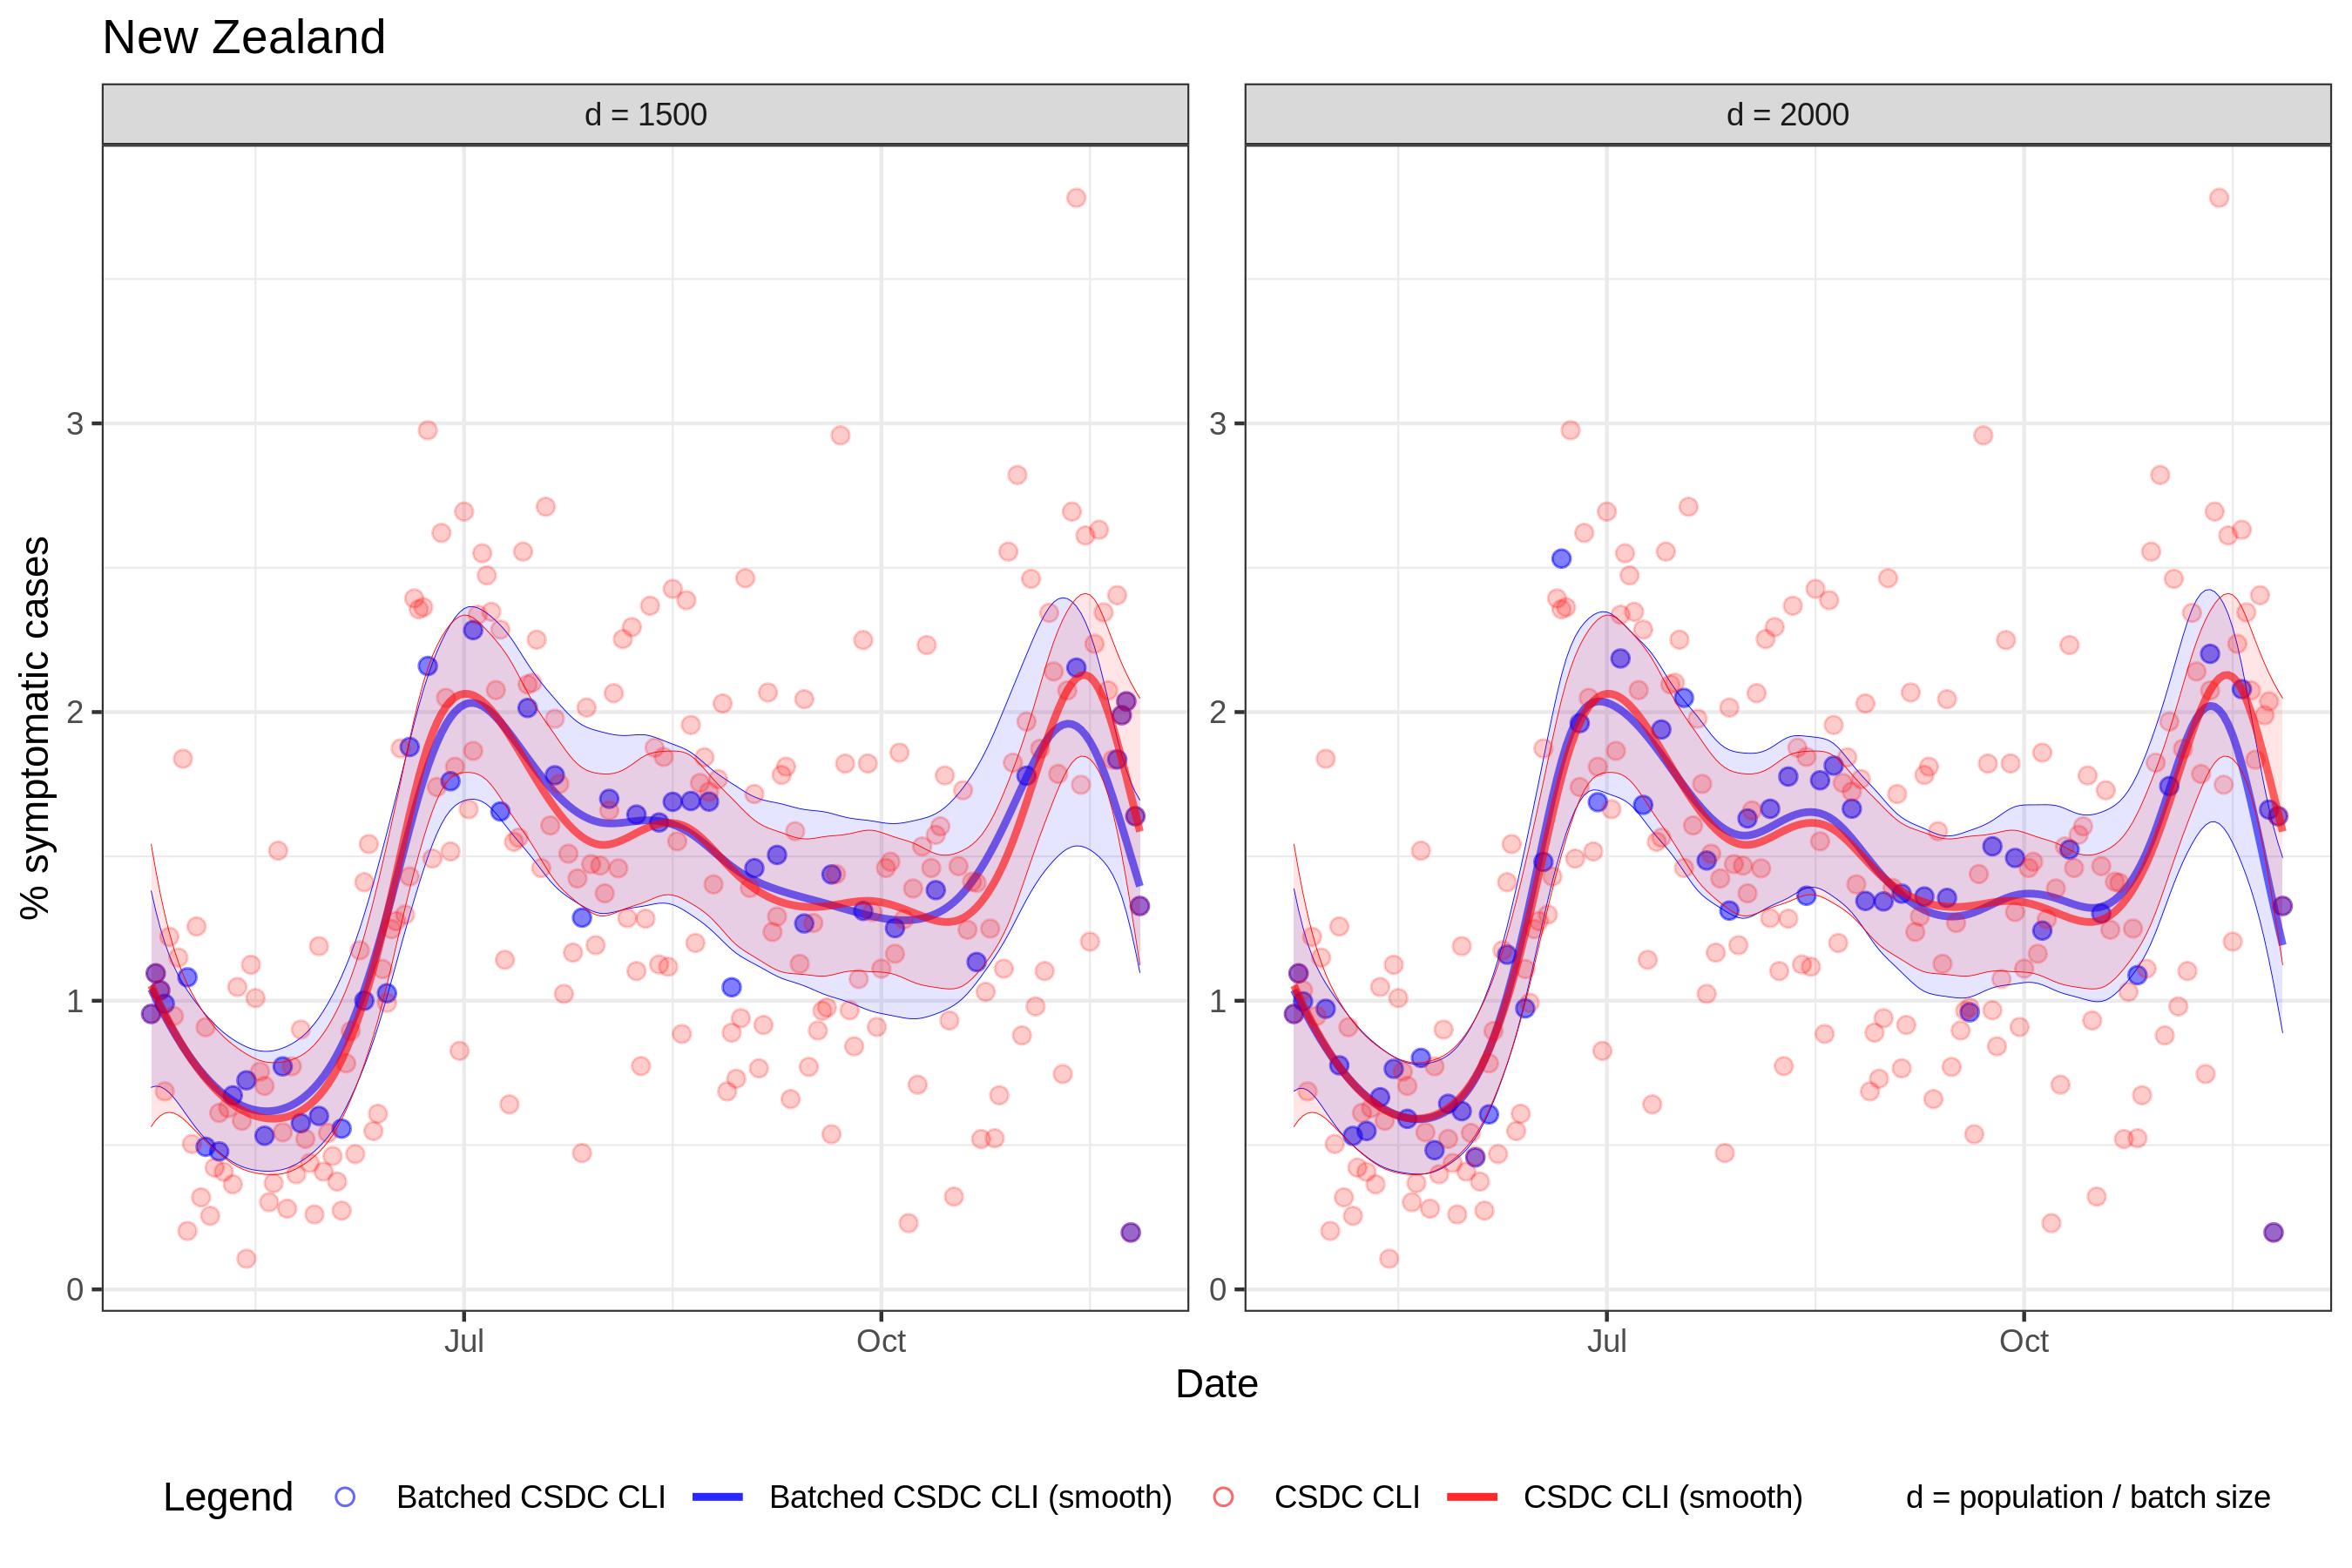 New Zealand
d = 1500
d = 2000
% symptomatic cases
3
2
1
0
3
2
1
0
Jul
Oct
Jul
Oct
Date
Legend
Batched CSDC CLI
Batched CSDC CLI (smooth)
CSDC CLI
CSDC CLI (smooth)
d = population / batch size